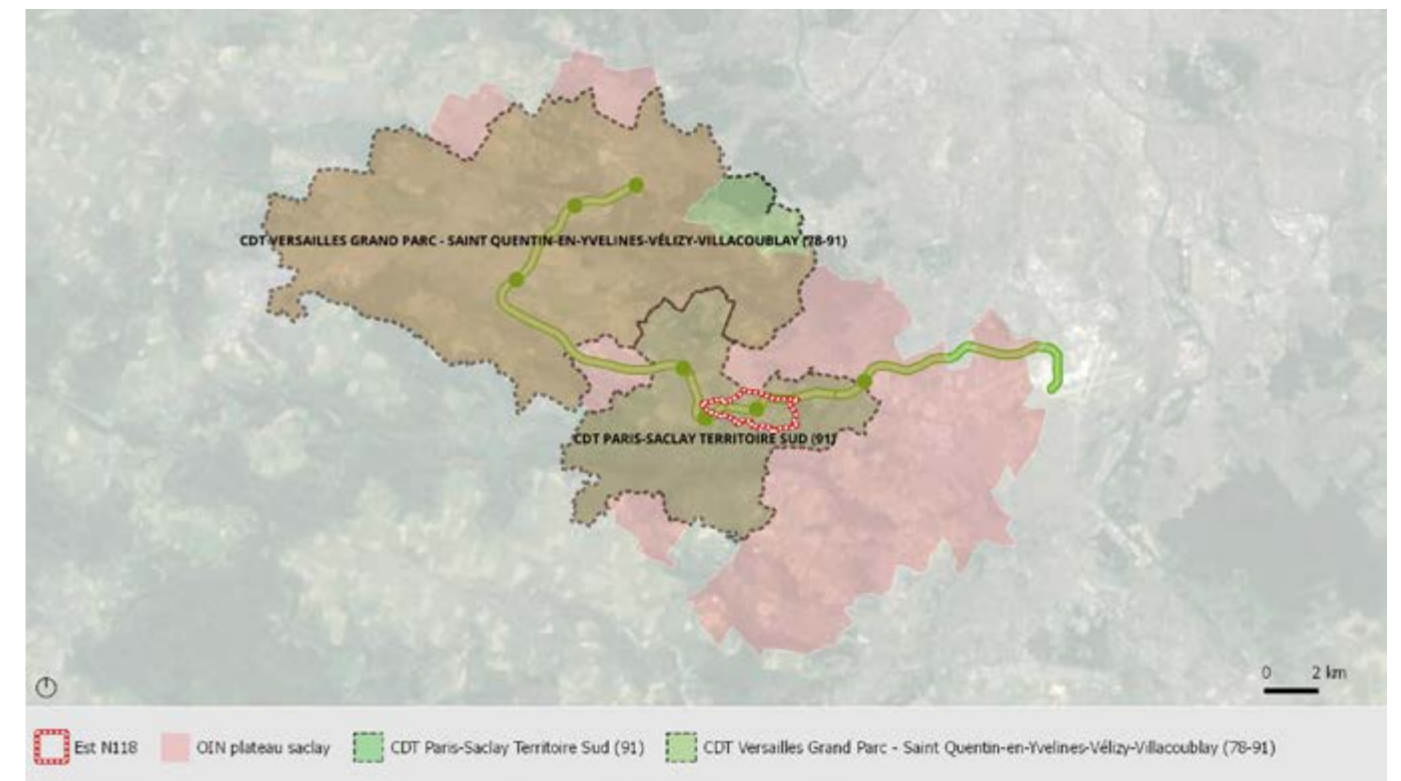 CDT VERSAILLES GRAND PARC - SAINT QUENTIN-EN-YVELINES-VÉLIZY-VILLACOUBLAY (78-91)
CDT PARIS-SACLAY TERRITOIRE SUD (91)
0 2 km
Est N118 OIN plateau saclay CDT Paris-Saclay Territoire Sud (91) CDT Versailles Grand Parc - Saint Quentin-en-Yvelines-Vélizy-Villacoublay (78-91)